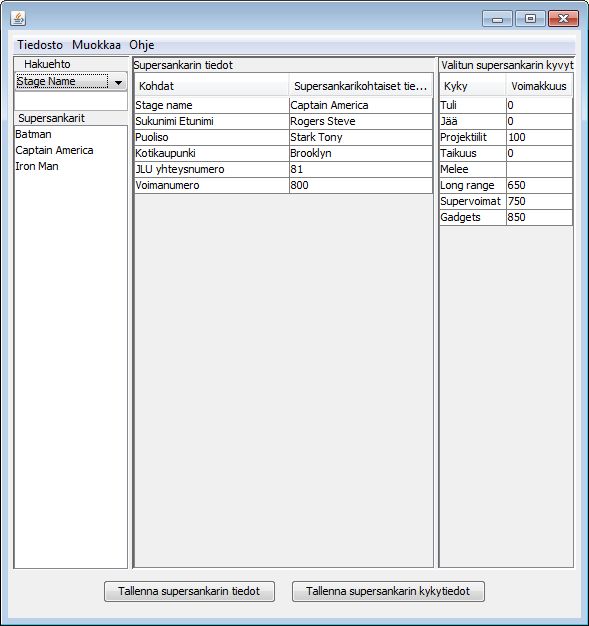 Tiedosto Muokkaa Ohje
Hakuehto
Stage Name
Supersankarit
Batman
Captain America
Iron Man
Supersankarin tiedot
Kohdat Supersankarikohtaiset tie...
Stage name Captain America
Sukunimi Etunimi Rogers Steve
Puoliso Stark Tony
Kotikaupunki Brooklyn
JLU yhteysnumero 81
Voimanumero 800
Valitun supersankarin kyvyt
Kyky Voimakkuus
Tuli 0
Jää 0
Projektiilit 100
Taikuus 0
Melee
Long range 650
Supervoimat 750
Gadgets 850
Tallenna supersankarin tiedot Tallenna supersankarin kykytiedot